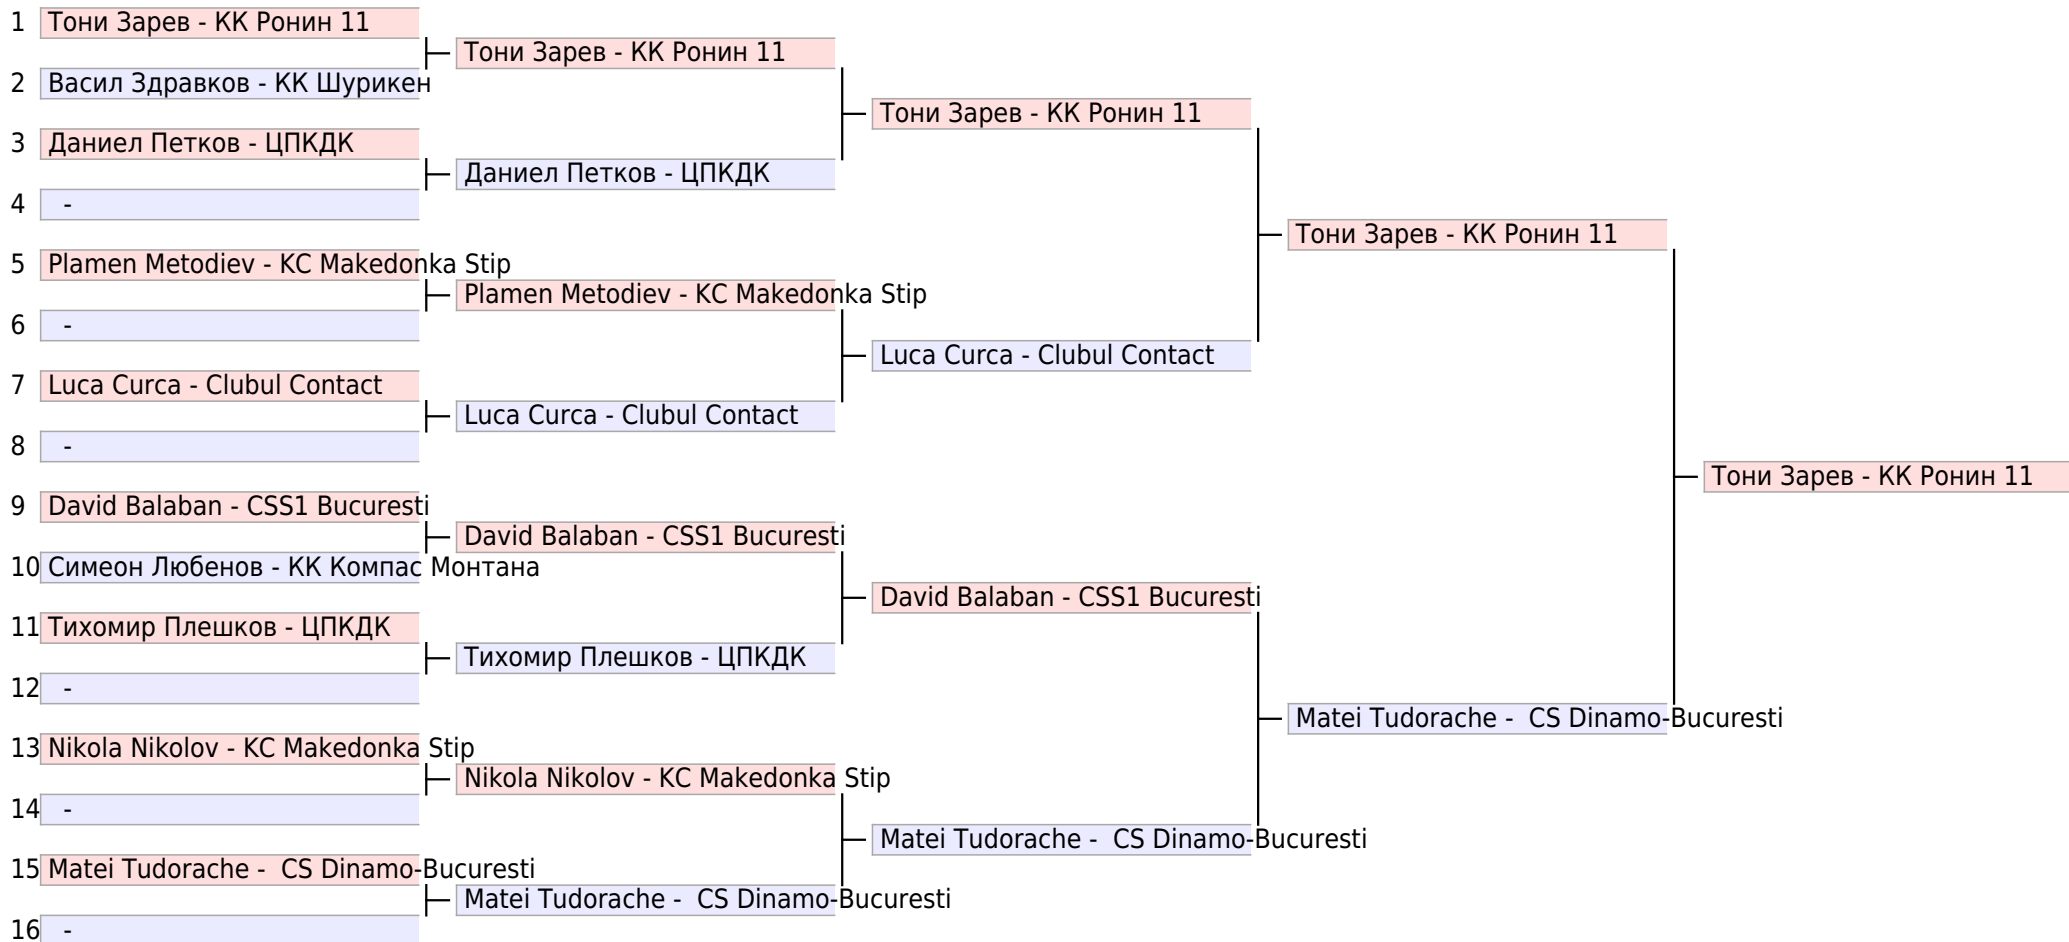 1 Тони Зарев - КК Ронин 11
Тони Зарев - КК Ронин 11
2 Васил Здравков - КК Шурикен
Тони Зарев - КК Ронин 11
3 Даниел Петков - ЦПКДК
Даниел Петков - ЦПКДК
4 -
Тони Зарев - КК Ронин 11
5 Plamen Metodiev - KC Makedonka Stip
Plamen Metodiev - KC Makedonka Stip
6 -
Luca Curca - Clubul Contact
7 Luca Curca - Clubul Contact
Luca Curca - Clubul Contact
8 -
Тони Зарев - КК Ронин 11
9 David Balaban - CSS1 Bucuresti
David Balaban - CSS1 Bucuresti
10 Симеон Любенов - КК Компас Монтана
David Balaban - CSS1 Bucuresti
11 Тихомир Плешков - ЦПКДК
Тихомир Плешков - ЦПКДК
12 -
Matei Tudorache -  CS Dinamo-Bucuresti
13 Nikola Nikolov - KC Makedonka Stip
Nikola Nikolov - KC Makedonka Stip
14 -
Matei Tudorache -  CS Dinamo-Bucuresti
15 Matei Tudorache -  CS Dinamo-Bucuresti
Matei Tudorache -  CS Dinamo-Bucuresti
16 -